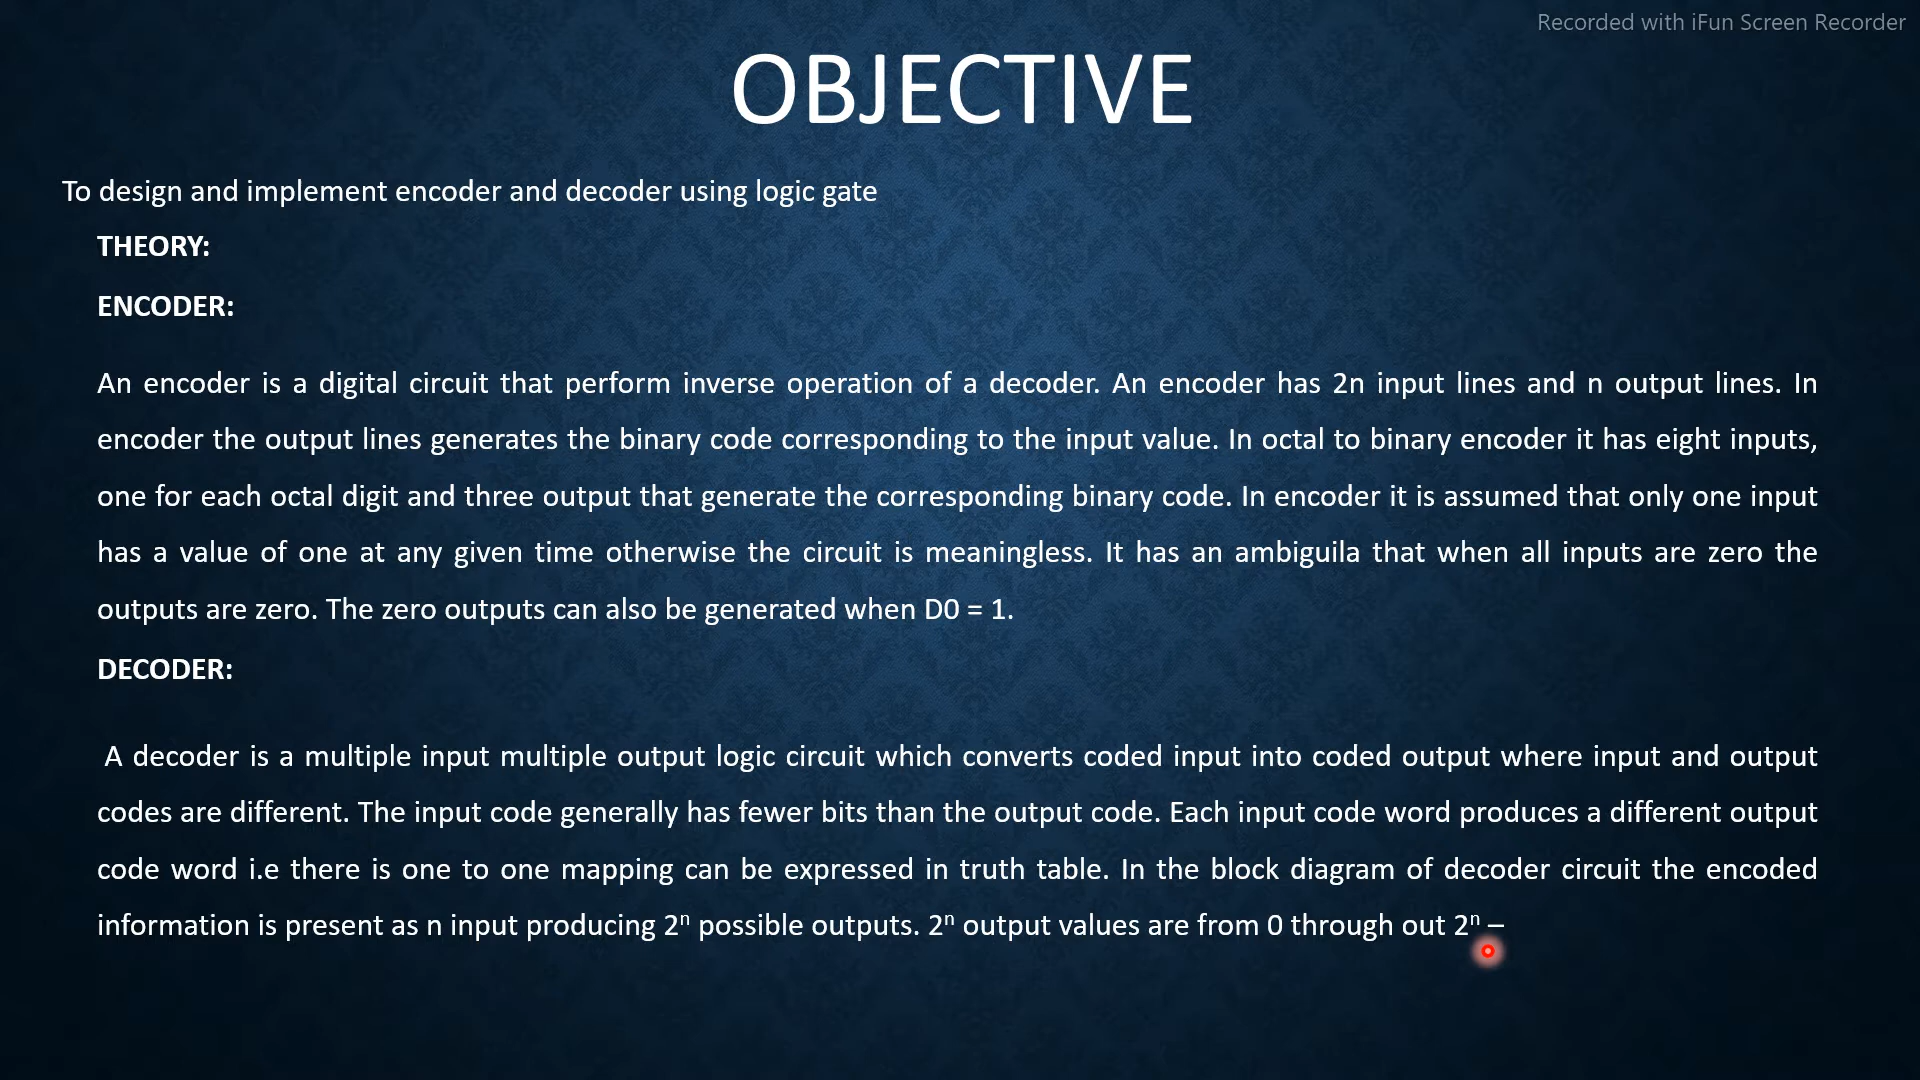 Recorded with iFun Screen Recorder
OBJECTIVE
To design and implement encoder and decoder using logic gate
THEORY:
ENCODER:
An encoder is a digital circuit that perform inverse operation of a decoder. An encoder has 2n input lines and n output lines. In
encoder the output lines generates the binary code corresponding to the input value. In octal to binary encoder it has eight inputs,
one for each octal digit and three output that generate the corresponding binary code. In encoder it is assumed that only one input
has a value of one at any given time otherwise the circuit is meaningless. It has an ambiguila that when all inputs are zero the
outputs are zero. The zero outputs can also be generated when D0 = 1.
DECODER:
A decoder is a multiple input multiple output logic circuit which converts coded input into coded output where input and output
codes are different. The input code generally has fewer bits than the output code. Each input code word produces a different output
code word i.e there is one to one mapping can be expressed in truth table. In the block diagram of decoder circuit the encoded
information is present as n input producing 2ⁿ possible outputs. 2ⁿ output values are from 0 through out 2ⁿ –